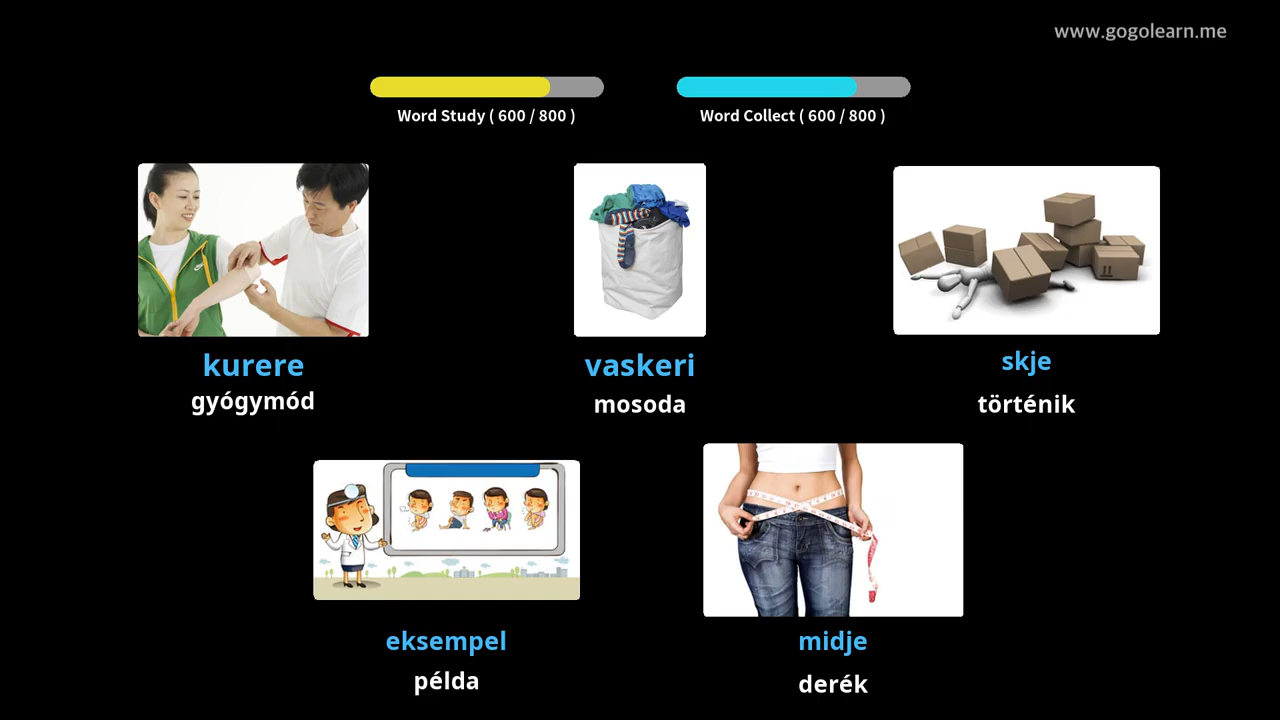 www.gogolearn.me
Word Study ( 600 / 800 )
Word Collect ( 600 / 800 )
kurere
gyógymód
vaskeri
mosoda
skje
történik
eksempel
példa
midje
derék